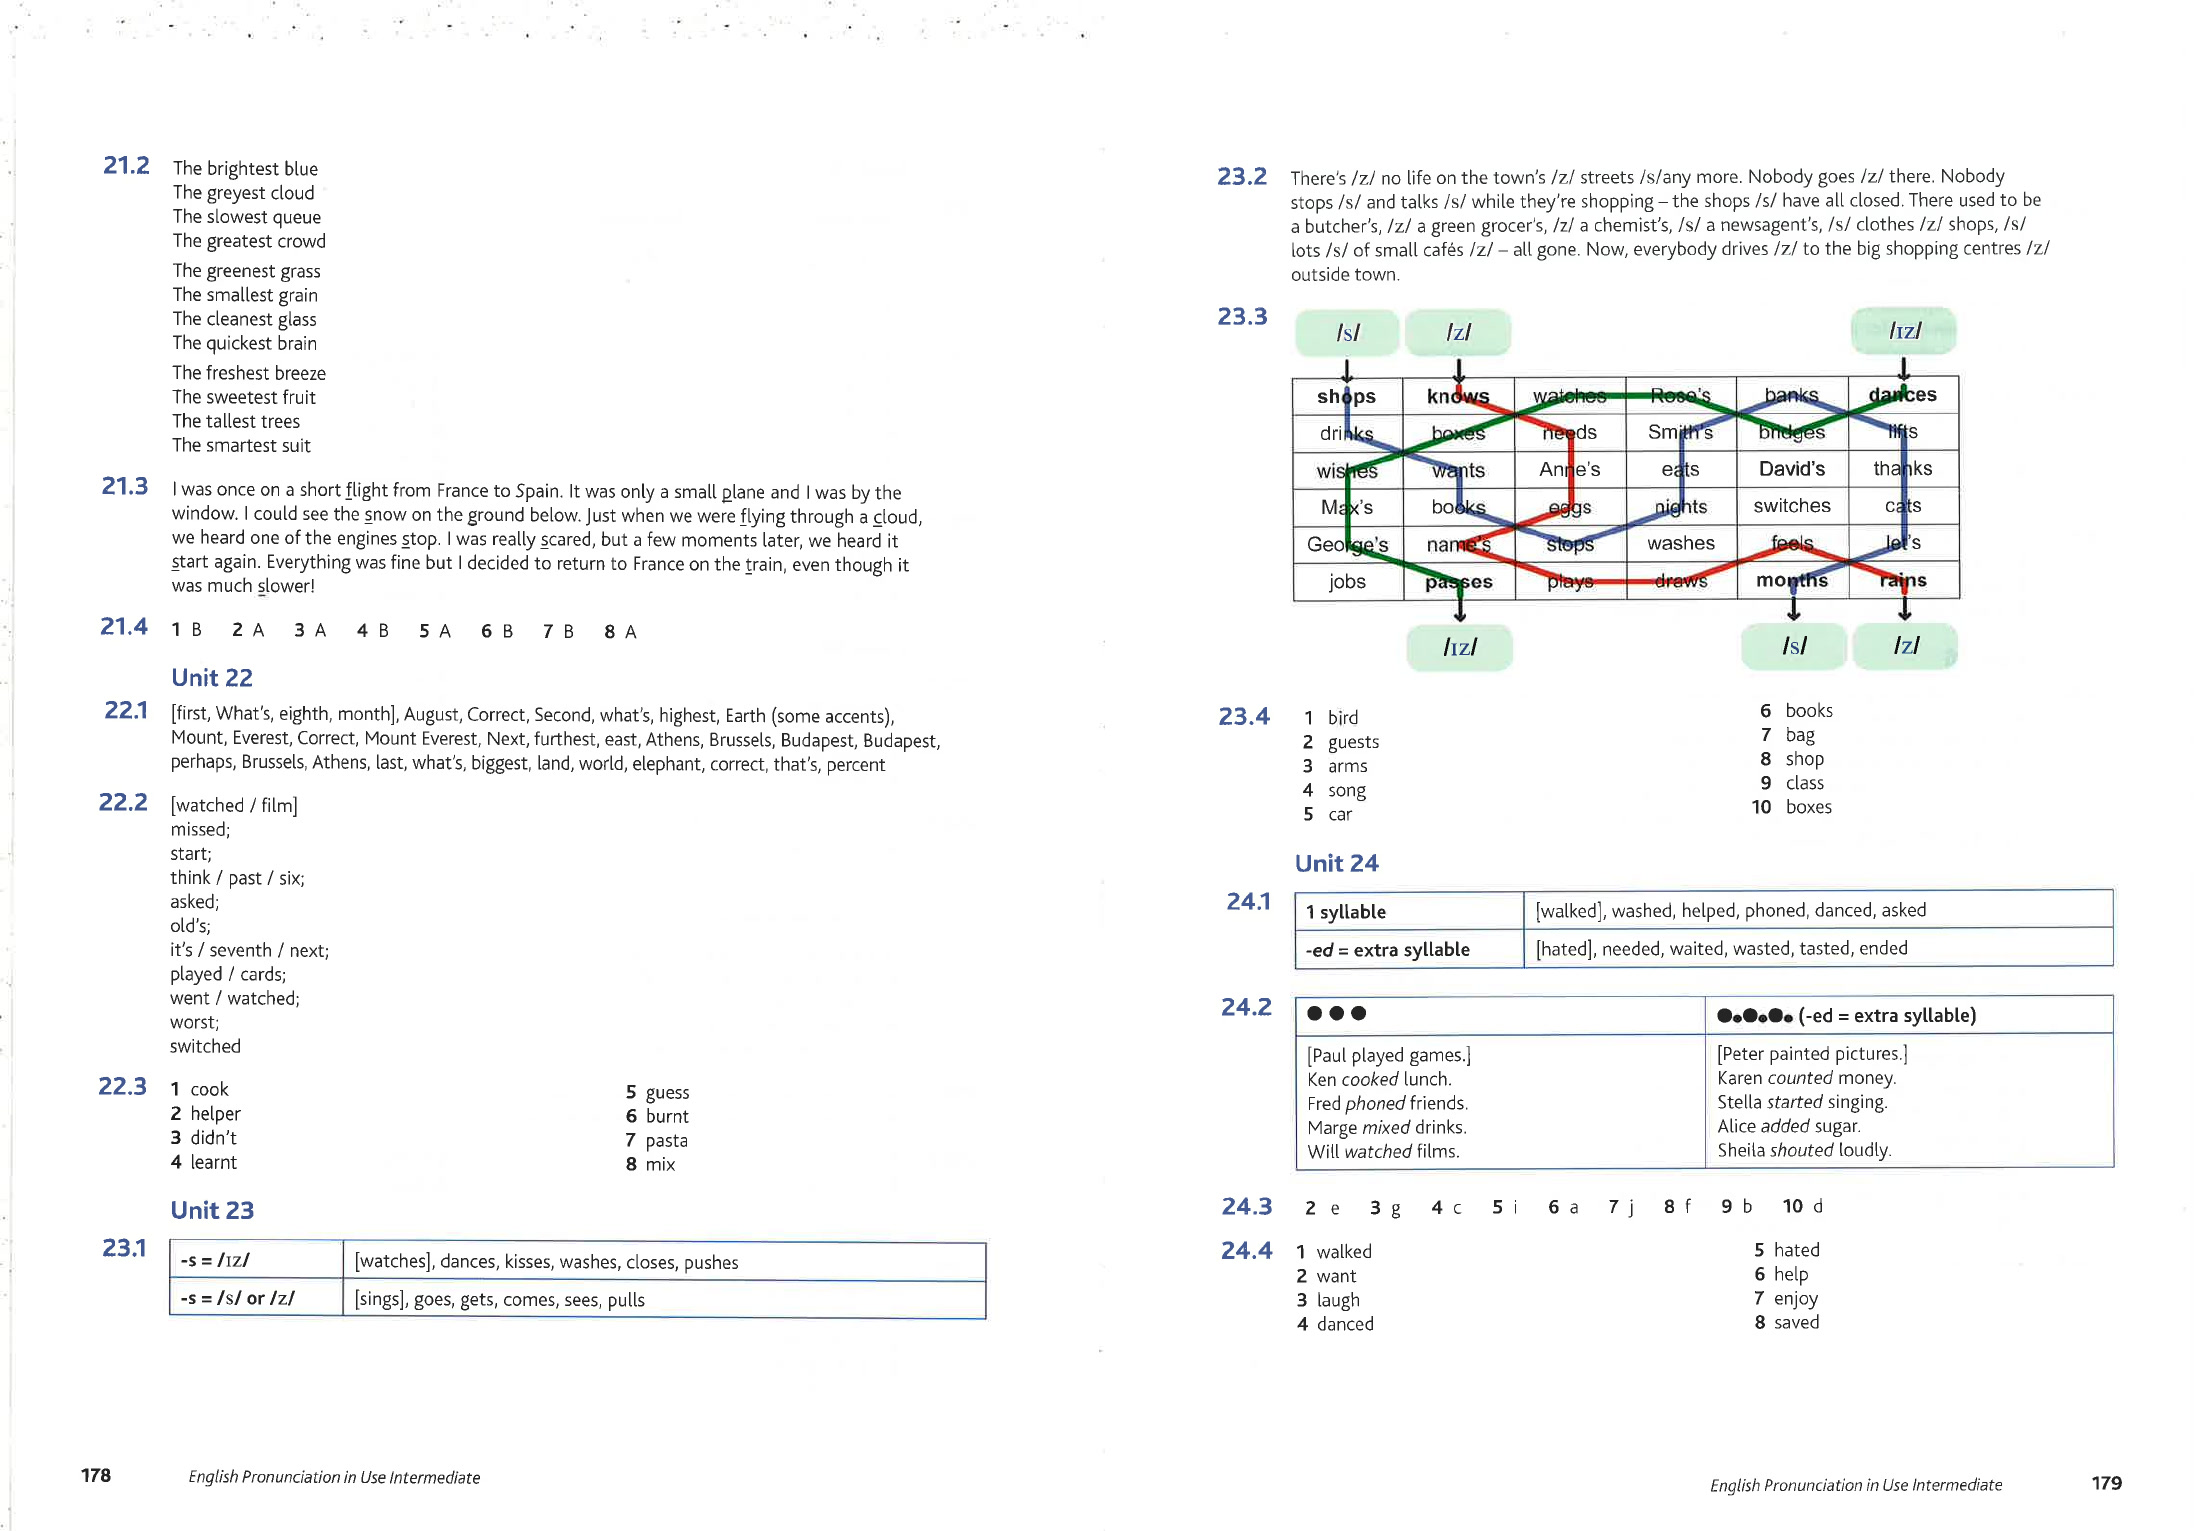 21.2 The brightest blue
The greyest cloud
The slowest queue
The greatest crowd
The greenest grass
The smallest grain
The cleanest glass
The quickest brain
The freshest breeze
The sweetest fruit
The tallest trees
The smartest suit
21.3 I was once on a short flight from France to Spain. It was only a small plane and I was by the
window. I could see the snow on the ground below. Just when we were flying through a cloud,
we heard one of the engines stop. I was really scared, but a few moments later, we heard it
start again. Everything was fine but I decided to return to France on the train, even though it
was much slower!
21.4 1 B 2 A 3 A 4 B 5 A 6 B 7 B 8 A
Unit 22
22.1 [first, What's, eighth, month], August, Correct, Second, what's, highest, Earth (some accents),
Mount, Everest, Correct, Mount Everest, Next, furthest, east, Athens, Brussels, Budapest, Budapest,
perhaps, Brussels, Athens, last, what's, biggest, land, world, elephant, correct, that's, percent
22.2 [watched / film]
missed;
start;
think / past / six;
asked;
old's;
it's / seventh / next;
played / cards;
went / watched;
worst;
switched
22.3 1 cook 5 guess
2 helper 6 burnt
3 didn't 7 pasta
4 learnt 8 mix
Unit 23
23.1 -s = /ɪz/ [watches], dances, kisses, washes, closes, pushes
-s = /s/ or /z/ [sings], goes, gets, comes, sees, pulls
178 English Pronunciation in Use Intermediate
23.2 There's /z/ no life on the town's /z/ streets /s/any more. Nobody goes /z/ there. Nobody
stops /s/ and talks /s/ while they're shopping – the shops /s/ have all closed. There used to be
a butcher's, /z/ a green grocer's, /z/ a chemist's, /s/ a newsagent's, /s/ clothes /z/ shops, /s/
lots /s/ of small cafés /z/ – all gone. Now, everybody drives /z/ to the big shopping centres /z/
outside town.
23.3 /s/ /z/ /ɪz/
shops knows watches Rose's banks dances
drinks boxes needs Smith's bridges lifts
wishes wants Anne's eats David's thanks
Max's books eggs nights switches cats
George's name's stops washes feels let's
jobs passes plays draws months rains
/ɪz/ /s/ /z/
23.4 1 bird 6 books
2 guests 7 bag
3 arms 8 shop
4 song 9 class
5 car 10 boxes
Unit 24
24.1 1 syllable [walked], washed, helped, phoned, danced, asked
-ed = extra syllable [hated], needed, waited, wasted, tasted, ended
24.2 ●●● ●●●●●● (-ed = extra syllable)
[Paul played games.] [Peter painted pictures.]
Ken cooked lunch. Karen counted money.
Fred phoned friends. Stella started singing.
Marge mixed drinks. Alice added sugar.
Will watched films. Sheila shouted loudly.
24.3 2 e 3 g 4 c 5 i 6 a 7 j 8 f 9 b 10 d
24.4 1 walked 5 hated
2 want 6 help
3 laugh 7 enjoy
4 danced 8 saved
English Pronunciation in Use Intermediate 179